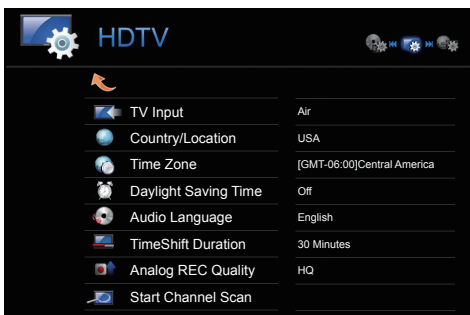 HDTV
TV Input Air
Country/Location USA
Time Zone [GMT-06:00]Central America
Daylight Saving Time Off
Audio Language English
TimeShift Duration 30 Minutes
Analog REC Quality HQ
Start Channel Scan